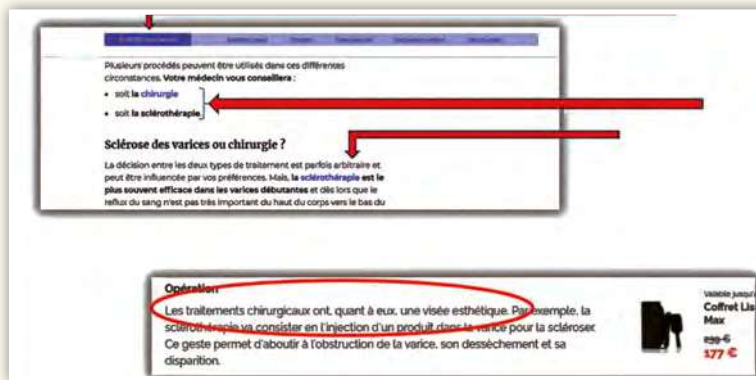 Plusieurs procédés peuvent être utilisés dans ces différentes
circonstances. Votre médecin vous conseillera :
• soit la chirurgie
• soit la sclérothérapie
Sclérose des varices ou chirurgie ?
La décision entre les deux types de traitement est parfois arbitraire et
peut être influencée par vos préférences. Mais, la sclérothérapie est le
plus souvent efficace dans les varices débutantes et dès lors que le
reflux du sang n'est pas très important du haut du corps vers le bas du
Opération
Les traitements chirurgicaux ont, quant à eux, une visée esthétique. Par exemple, la
sclérothérapie va consister en l'injection d'un produit dans la varice pour la scléroser.
Ce geste permet d'aboutir à l'obstruction de la varice, son dessèchement et sa
disparition.
Valable jusqu'
Coffret Lis
Max
239 €
177 €